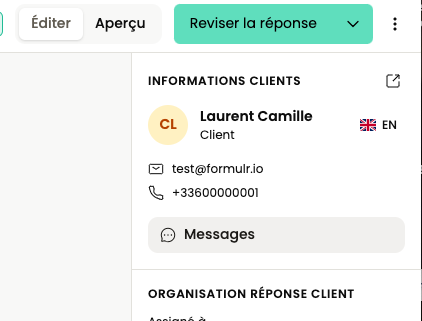 Éditer
Aperçu
Reviser la réponse
INFORMATIONS CLIENTS
CL
Laurent Camille
Client
EN
test@formulr.io
+33600000001
Messages
ORGANISATION RÉPONSE CLIENT
Assigné à